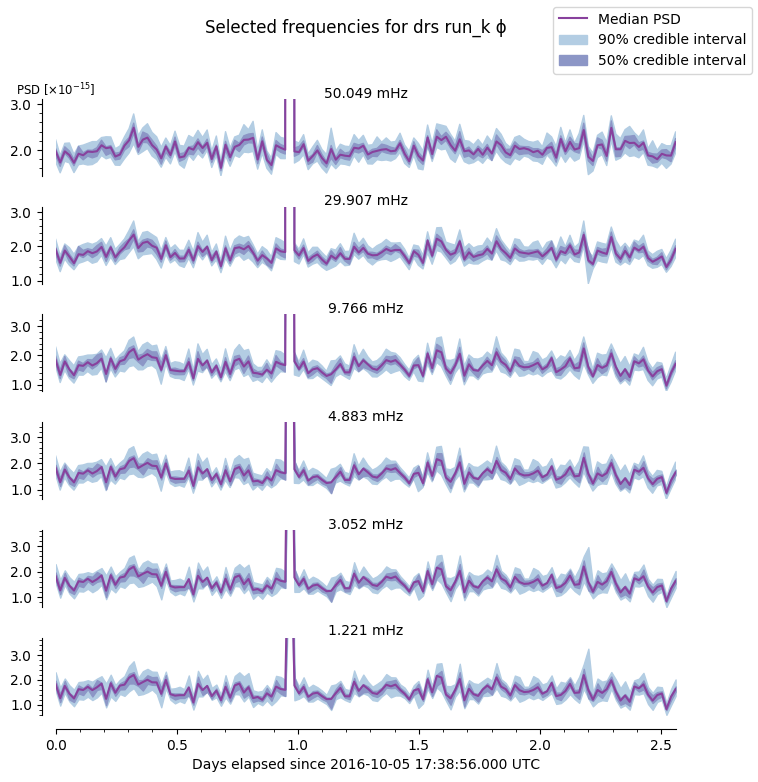 Selected frequencies for drs run_k ϕ
Median PSD
90% credible interval
50% credible interval
PSD [×10⁻¹⁵]
50.049 mHz
3.0
2.0
29.907 mHz
3.0
2.0
1.0
9.766 mHz
3.0
2.0
1.0
4.883 mHz
3.0
2.0
1.0
3.052 mHz
3.0
2.0
1.0
1.221 mHz
3.0
2.0
1.0
0.0 0.5 1.0 1.5 2.0 2.5
Days elapsed since 2016-10-05 17:38:56.000 UTC